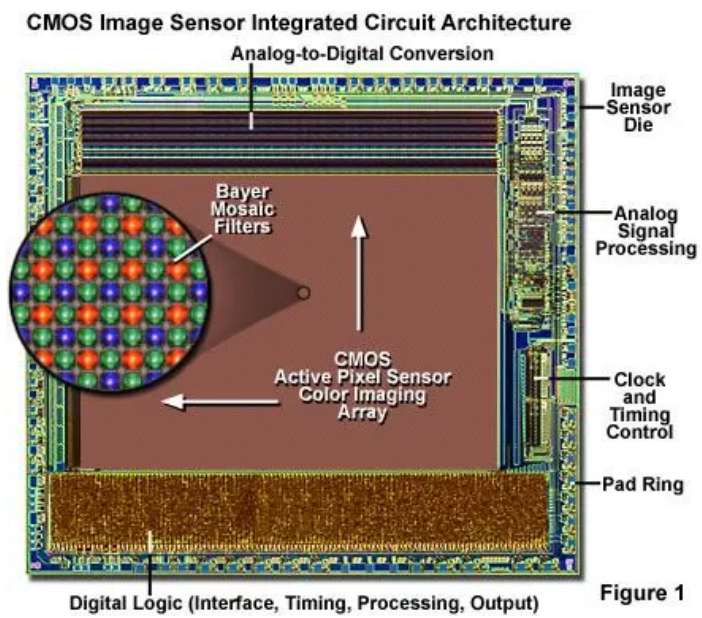 CMOS Image Sensor Integrated Circuit Architecture
Analog-to-Digital Conversion
Image
Sensor
Die
Bayer
Mosaic
Filters
Analog
Signal
Processing
CMOS
Active Pixel Sensor
Color Imaging
Array
Clock
and
Timing
Control
Pad Ring
Digital Logic (Interface, Timing, Processing, Output)
Figure 1